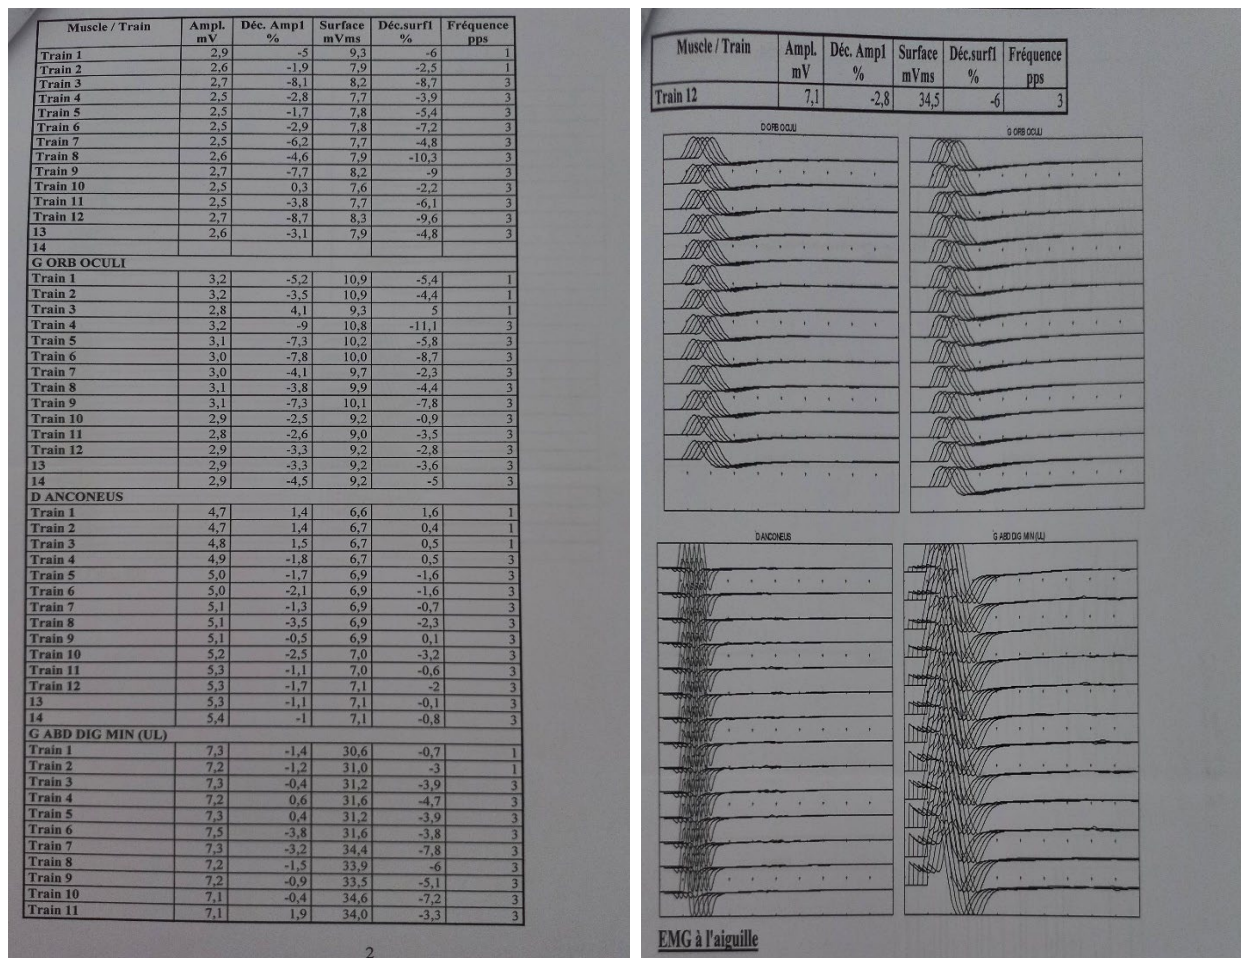 Muscle / Train Ampl. mV Déc. Amp1 % Surface mVms Déc.surf1 % Fréquence pps
Train 1 2,9 -5 9,3 -6 1
Train 2 2,6 -1,9 7,9 -2,5 1
Train 3 2,7 -8,1 8,2 -8,7 3
Train 4 2,5 -2,8 7,7 -3,9 3
Train 5 2,5 -1,7 7,8 -5,4 3
Train 6 2,5 -2,9 7,8 -7,2 3
Train 7 2,5 -6,2 7,7 -4,8 3
Train 8 2,6 -4,6 7,9 -10,3 3
Train 9 2,7 -7,7 8,2 -9 3
Train 10 2,5 0,3 7,6 -2,2 3
Train 11 2,5 -3,8 7,7 -6,1 3
Train 12 2,7 -8,7 8,3 -9,6 3
13 2,6 -3,1 7,9 -4,8 3
14
G ORB OCULI
Train 1 3,2 -5,2 10,9 -5,4 1
Train 2 3,2 -3,5 10,9 -4,4 1
Train 3 2,8 4,1 9,3 5 1
Train 4 3,2 -9 10,8 -11,1 3
Train 5 3,1 -7,3 10,2 -5,8 3
Train 6 3,0 -7,8 10,0 -8,7 3
Train 7 3,0 -4,1 9,7 -2,3 3
Train 8 3,1 -3,8 9,9 -4,4 3
Train 9 3,1 -7,3 10,1 -7,8 3
Train 10 2,9 -2,5 9,2 -0,9 3
Train 11 2,8 -2,6 9,0 -3,5 3
Train 12 2,9 -3,3 9,2 -2,8 3
13 2,9 -3,3 9,2 -3,6 3
14 2,9 -4,5 9,2 -5 3
D ANCONEUS
Train 1 4,7 1,4 6,6 1,6 1
Train 2 4,7 1,4 6,7 0,4 1
Train 3 4,8 1,5 6,7 0,5 1
Train 4 4,9 -1,8 6,7 0,5 3
Train 5 5,0 -1,7 6,9 -1,6 3
Train 6 5,0 -2,1 6,9 -1,6 3
Train 7 5,1 -1,3 6,9 -0,7 3
Train 8 5,1 -3,5 6,9 -2,3 3
Train 9 5,1 -0,5 6,9 0,1 3
Train 10 5,2 -2,5 7,0 -3,2 3
Train 11 5,3 -1,1 7,0 -0,6 3
Train 12 5,3 -1,7 7,1 -2 3
13 5,3 -1,1 7,1 -0,1 3
14 5,4 -1 7,1 -0,8 3
G ABD DIG MIN (UL)
Train 1 7,3 -1,4 30,6 -0,7 1
Train 2 7,2 -1,2 31,0 -3 1
Train 3 7,3 -0,4 31,2 -3,9 3
Train 4 7,2 0,6 31,6 -4,7 3
Train 5 7,3 0,4 31,2 -3,9 3
Train 6 7,5 -3,8 31,6 -3,8 3
Train 7 7,3 -3,2 34,4 -7,8 3
Train 8 7,2 -1,5 33,9 -6 3
Train 9 7,2 -0,9 33,5 -5,1 3
Train 10 7,1 -0,4 34,6 -7,2 3
Train 11 7,1 1,9 34,0 -3,3 3
2
Muscle / Train Ampl. mV Déc. Amp1 % Surface mVms Déc.surf1 % Fréquence pps
Train 12 7,1 -2,8 34,5 -6 3
D ORB OCULI G ORB OCULI
D ANCONEUS G ABD DIG MIN (UL)
EMG à l'aiguille